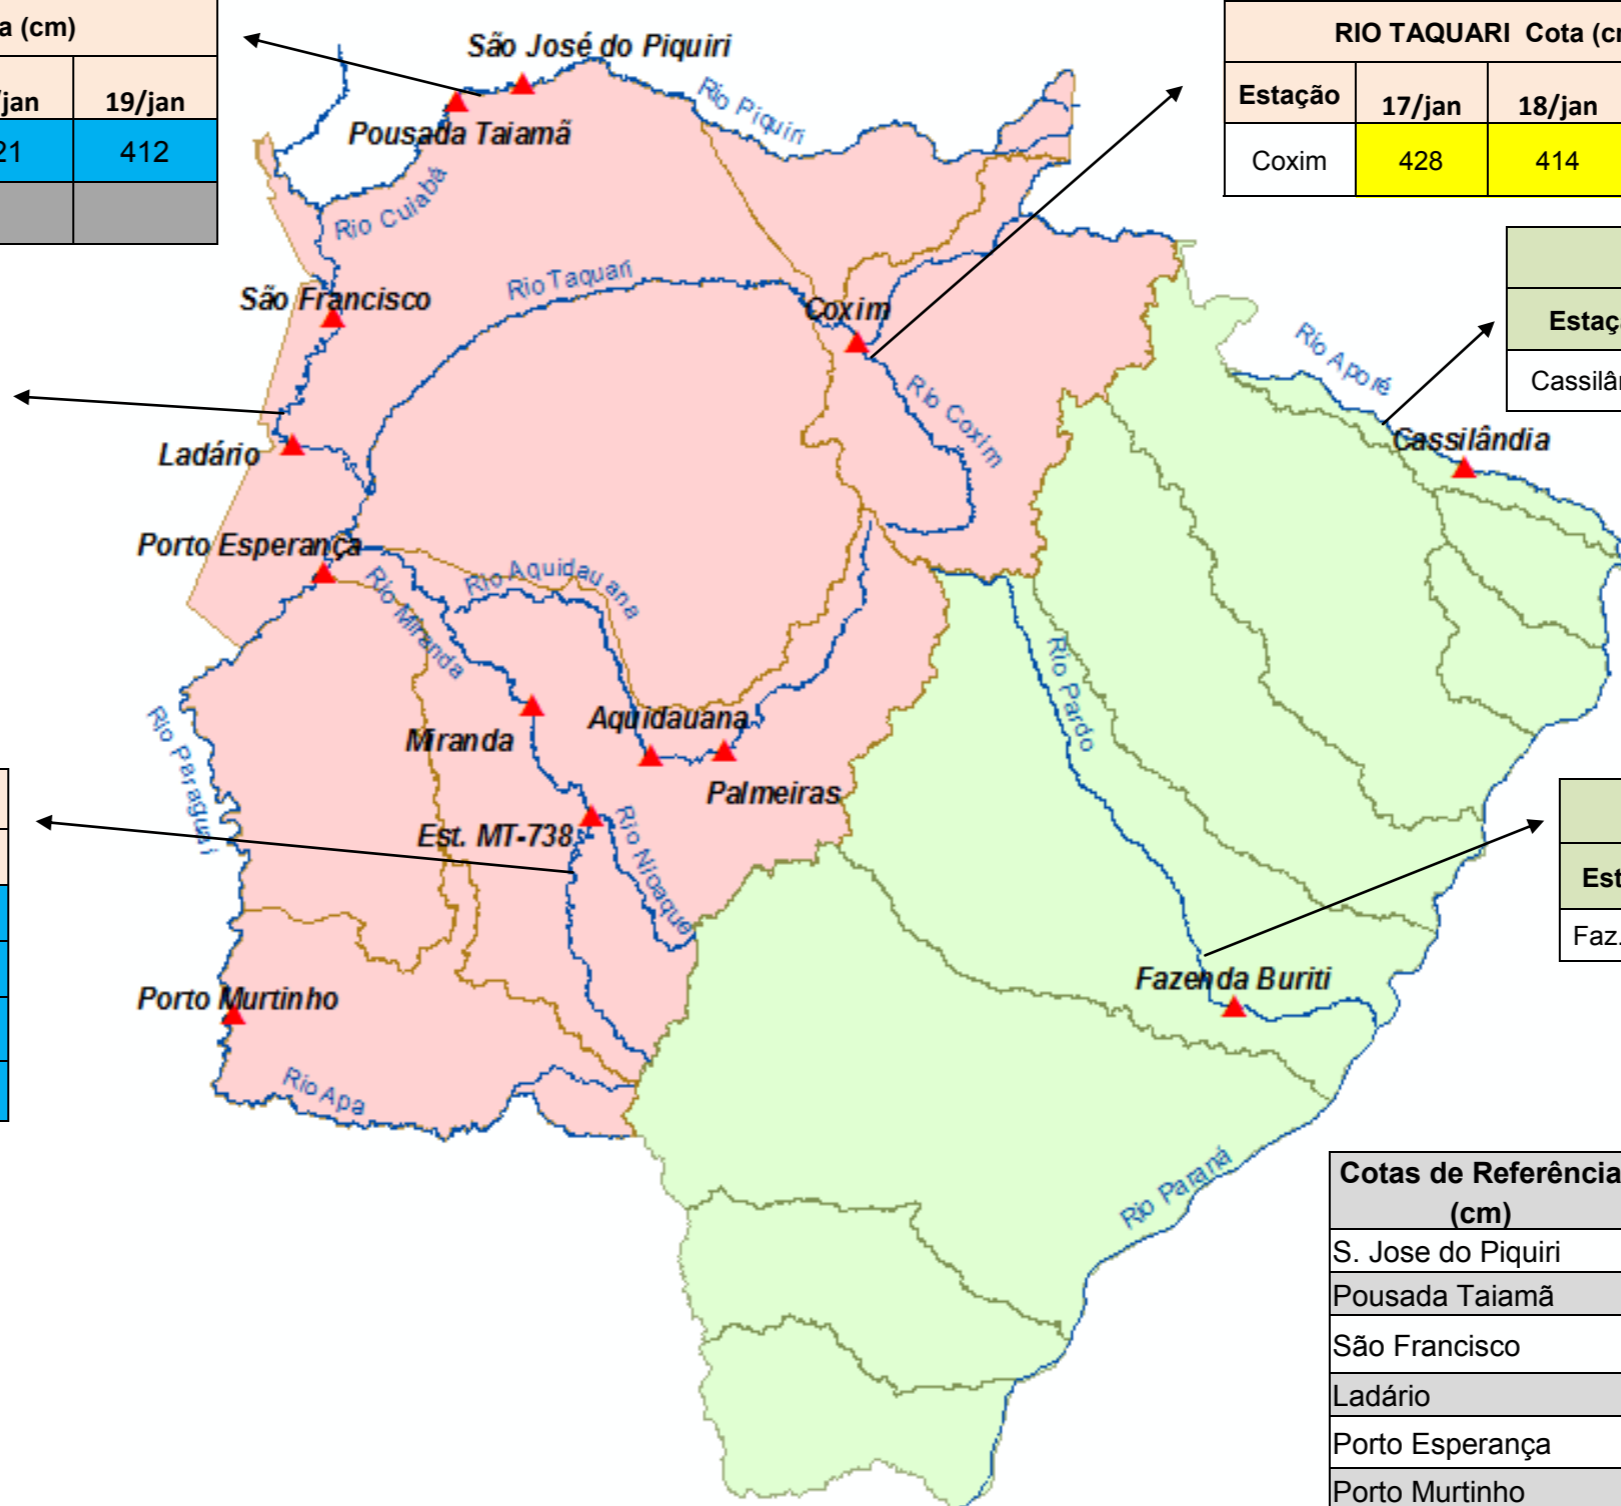 a (cm)
/jan 19/jan
21 412
RIO TAQUARI Cota (cm
Estação 17/jan 18/jan
Coxim 428 414
Estaç
Cassilân
São José do Piquiri
Pousada Taiamã
Rio Piquiri
Rio Cuiabá
São Francisco
Rio Taquari
Coxim
Rio Coxim
Rio Aporé
Cassilândia
Ladário
Porto Esperança
Rio Miranda
Rio Aquidauana
Rio Pardo
Rio Paraguai
Miranda
Aquidauana
Palmeiras
Est. MT-738
Rio Nioaque
Est
Faz.
Fazenda Buriti
Porto Murtinho
Rio Apa
Rio Paraná
Cotas de Referência
(cm)
S. Jose do Piquiri
Pousada Taiamã
São Francisco
Ladário
Porto Esperança
Porto Murtinho